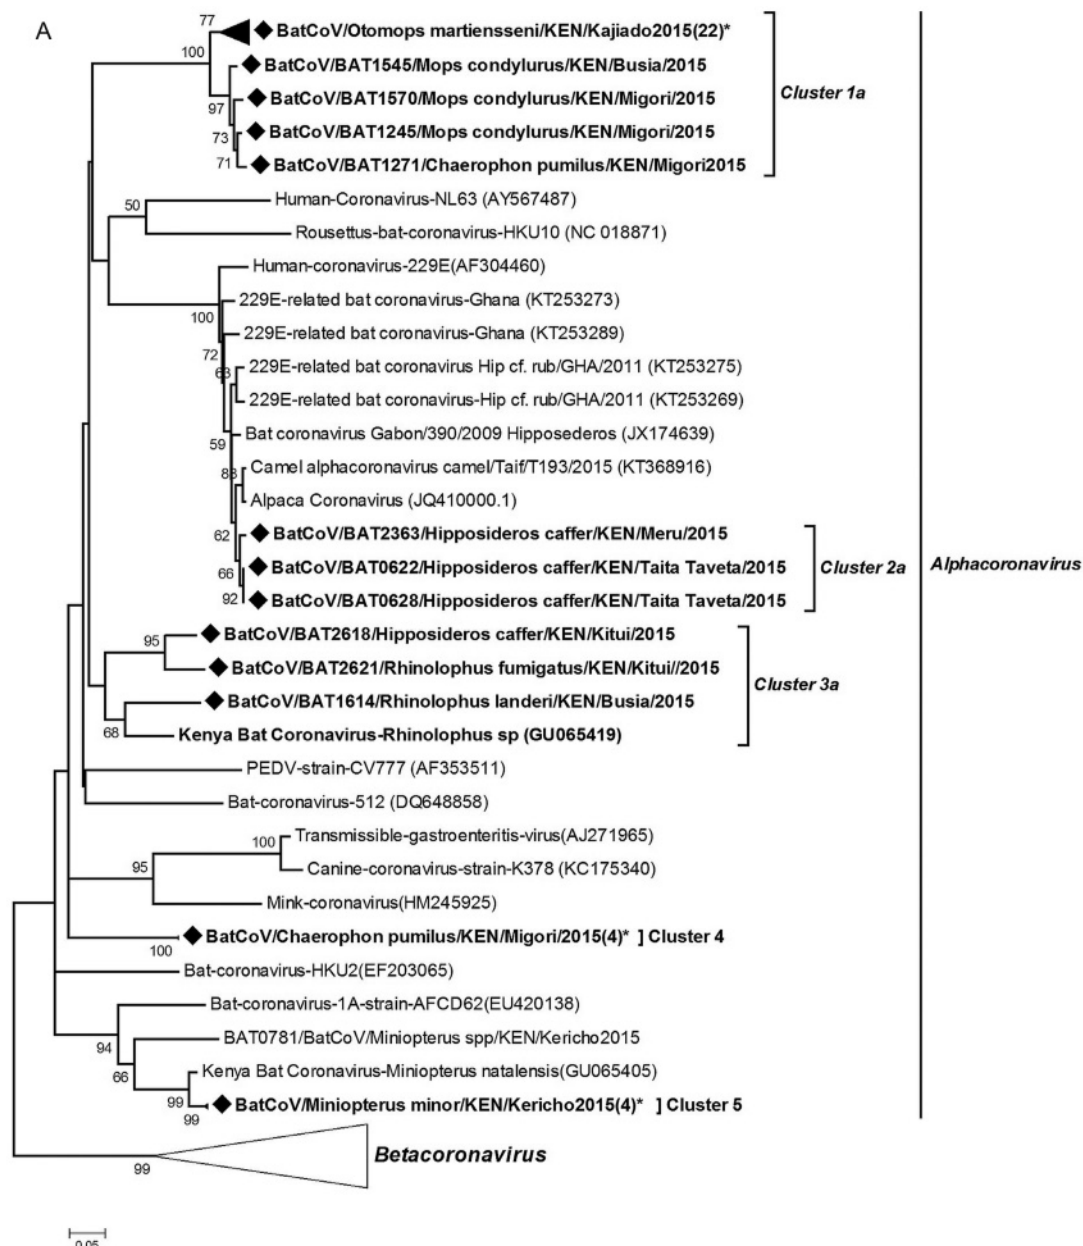 A
77
BatCoV/Otomops martiensseni/KEN/Kajiado2015(22)*
100
BatCoV/BAT1545/Mops condylurus/KEN/Busia/2015
Cluster 1a
97
BatCoV/BAT1570/Mops condylurus/KEN/Migori/2015
73
BatCoV/BAT1245/Mops condylurus/KEN/Migori/2015
71
BatCoV/BAT1271/Chaerophon pumilus/KEN/Migori2015
50
Human-Coronavirus-NL63 (AY567487)
Rousettus-bat-coronavirus-HKU10 (NC 018871)
Human-coronavirus-229E(AF304460)
229E-related bat coronavirus-Ghana (KT253273)
100
229E-related bat coronavirus-Ghana (KT253289)
72
63
229E-related bat coronavirus Hip cf. rub/GHA/2011 (KT253275)
229E-related bat coronavirus-Hip cf. rub/GHA/2011 (KT253269)
59
Bat coronavirus Gabon/390/2009 Hipposederos (JX174639)
Camel alphacoronavirus camel/Taif/T193/2015 (KT368916)
Alpaca Coronavirus (JQ410000.1)
62
BatCoV/BAT2363/Hipposideros caffer/KEN/Meru/2015
66
BatCoV/BAT0622/Hipposideros caffer/KEN/Taita Taveta/2015
Cluster 2a
Alphacoronavirus
92
BatCoV/BAT0628/Hipposideros caffer/KEN/Taita Taveta/2015
95
BatCoV/BAT2618/Hipposideros caffer/KEN/Kitui/2015
BatCoV/BAT2621/Rhinolophus fumigatus/KEN/Kitui//2015
Cluster 3a
BatCoV/BAT1614/Rhinolophus landeri/KEN/Busia/2015
68
Kenya Bat Coronavirus-Rhinolophus sp (GU065419)
PEDV-strain-CV777 (AF353511)
Bat-coronavirus-512 (DQ648858)
100
Transmissible-gastroenteritis-virus(AJ271965)
95
Canine-coronavirus-strain-K378 (KC175340)
Mink-coronavirus(HM245925)
100
BatCoV/Chaerophon pumilus/KEN/Migori/2015(4)* ] Cluster 4
Bat-coronavirus-HKU2(EF203065)
Bat-coronavirus-1A-strain-AFCD62(EU420138)
94
BAT0781/BatCoV/Miniopterus spp/KEN/Kericho2015
66
Kenya Bat Coronavirus-Miniopterus natalensis(GU065405)
99
BatCoV/Miniopterus minor/KEN/Kericho2015(4)* ] Cluster 5
99
Betacoronavirus
99
0.05